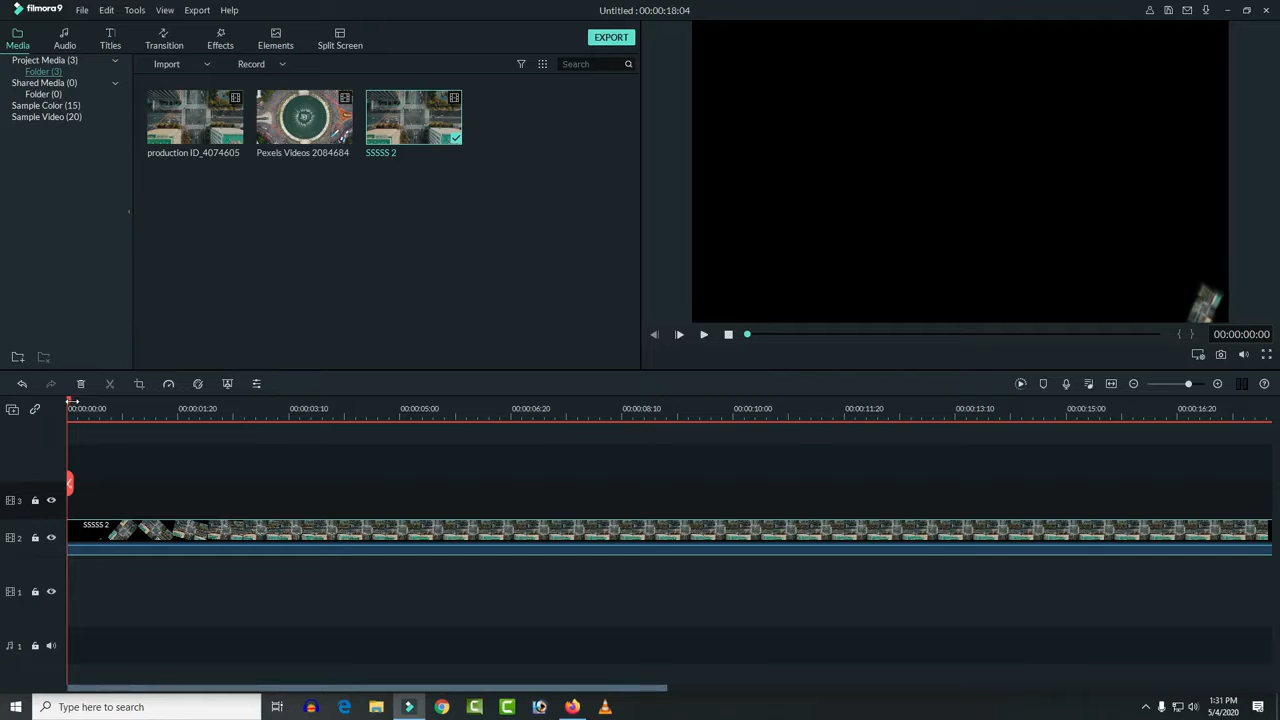 filmora9 File Edit Tools View Export Help Untitled : 00:00:18:04
Media Audio Titles Transition Effects Elements Split Screen EXPORT
Project Media (3)
Folder (3)
Shared Media (0)
Folder (0)
Sample Color (15)
Sample Video (20)
Import Record Search
production ID_4074605 Pexels Videos 2084684 SSSSS 2
00:00:00:00
00:00:00:00 00:00:01:20 00:00:03:10 00:00:05:00 00:00:06:20 00:00:08:10 00:00:10:00 00:00:11:20 00:00:13:10 00:00:15:00 00:00:16:20
3
SSSSS 2
2
1
1
Type here to search
1:31 PM
5/4/2020